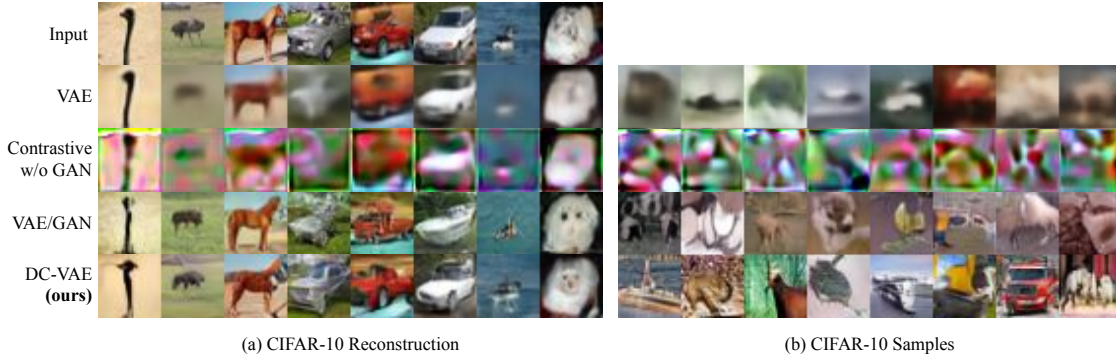 Input
VAE
Contrastive
w/o GAN
VAE/GAN
DC-VAE
(ours)
(a) CIFAR-10 Reconstruction
(b) CIFAR-10 Samples